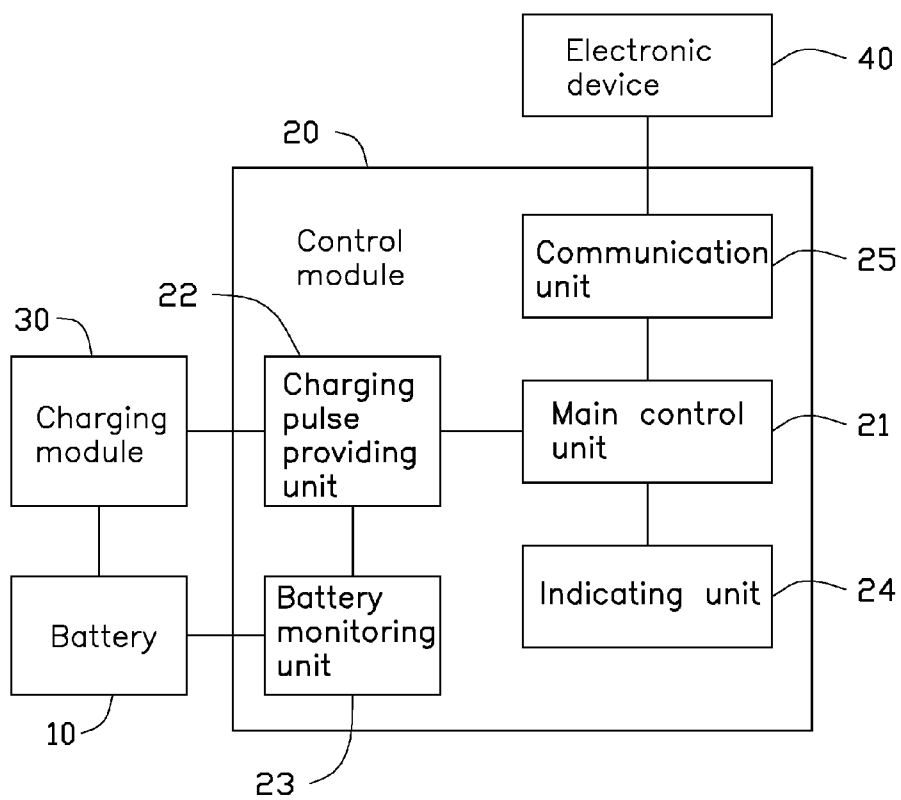 Electronic
device
40
20
Control
module
Communication
unit
25
22
30
Charging
module
Charging
pulse
providing
unit
Main control
unit
21
Battery
Battery
monitoring
unit
Indicating unit
24
10
23